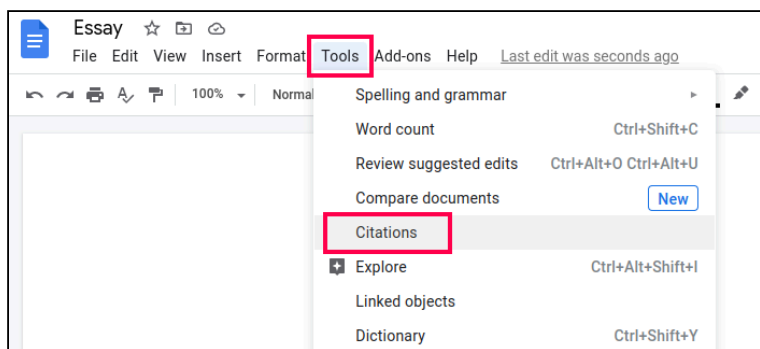 Essay
File Edit View Insert Format Tools Add-ons Help Last edit was seconds ago
100% Normal
Spelling and grammar
Word count Ctrl+Shift+C
Review suggested edits Ctrl+Alt+O Ctrl+Alt+U
Compare documents New
Citations
Explore Ctrl+Alt+Shift+I
Linked objects
Dictionary Ctrl+Shift+Y